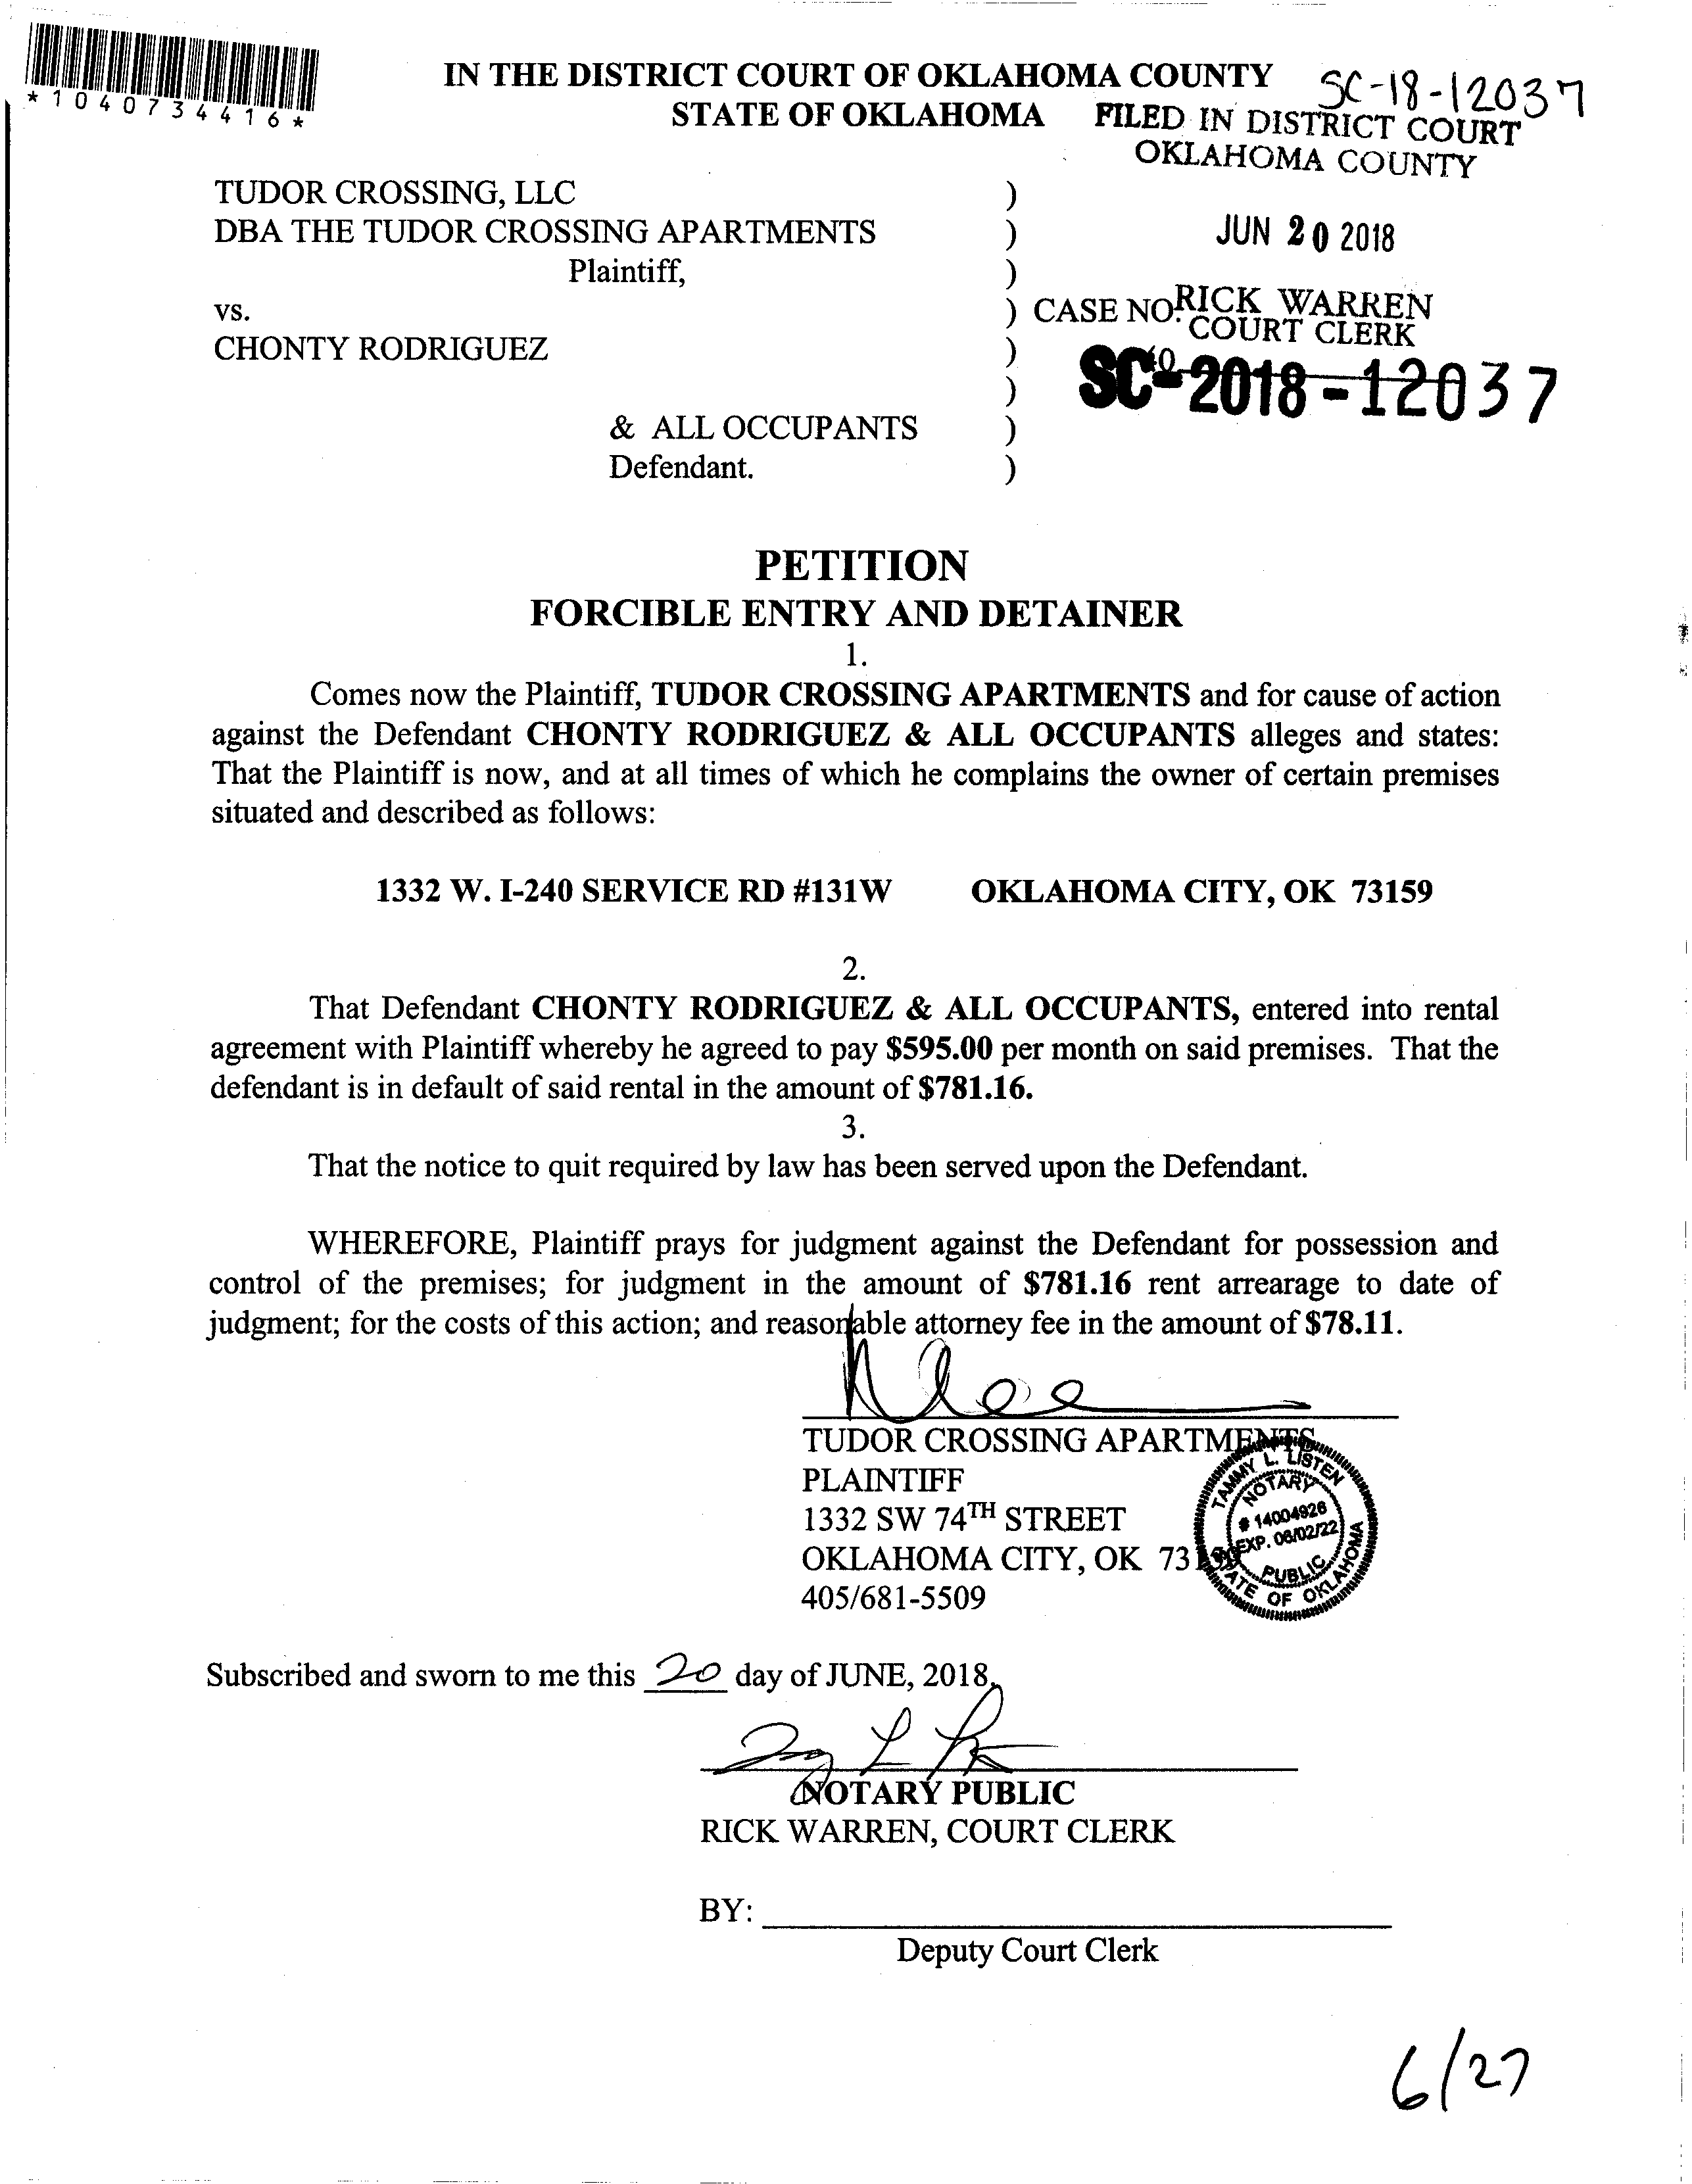 *1040734416*
IN THE DISTRICT COURT OF OKLAHOMA COUNTY
SC-18-12037
STATE OF OKLAHOMA
FILED IN DISTRICT COURT
OKLAHOMA COUNTY
TUDOR CROSSING, LLC )
DBA THE TUDOR CROSSING APARTMENTS )
JUN 20 2018
Plaintiff, )
vs. ) CASE NO.
RICK WARREN
COURT CLERK
CHONTY RODRIGUEZ )
40
)
SC-2018-12037
& ALL OCCUPANTS )
Defendant. )
PETITION
FORCIBLE ENTRY AND DETAINER
1.
Comes now the Plaintiff, TUDOR CROSSING APARTMENTS and for cause of action
against the Defendant CHONTY RODRIGUEZ & ALL OCCUPANTS alleges and states:
That the Plaintiff is now, and at all times of which he complains the owner of certain premises
situated and described as follows:
1332 W. I-240 SERVICE RD #131W OKLAHOMA CITY, OK 73159
2.
That Defendant CHONTY RODRIGUEZ & ALL OCCUPANTS, entered into rental
agreement with Plaintiff whereby he agreed to pay $595.00 per month on said premises. That the
defendant is in default of said rental in the amount of $781.16.
3.
That the notice to quit required by law has been served upon the Defendant.
WHEREFORE, Plaintiff prays for judgment against the Defendant for possession and
control of the premises; for judgment in the amount of $781.16 rent arrearage to date of
judgment; for the costs of this action; and reasonable attorney fee in the amount of $78.11.
TUDOR CROSSING APARTMENTS
PLAINTIFF
1332 SW 74TH STREET
OKLAHOMA CITY, OK 73159
405/681-5509
TAMMY L. LISTEN
NOTARY
# 14004926
EXP. 06/02/22
PUBLIC
STATE OF OKLAHOMA
Subscribed and sworn to me this 20 day of JUNE, 2018.
NOTARY PUBLIC
RICK WARREN, COURT CLERK
BY:
Deputy Court Clerk
6/27